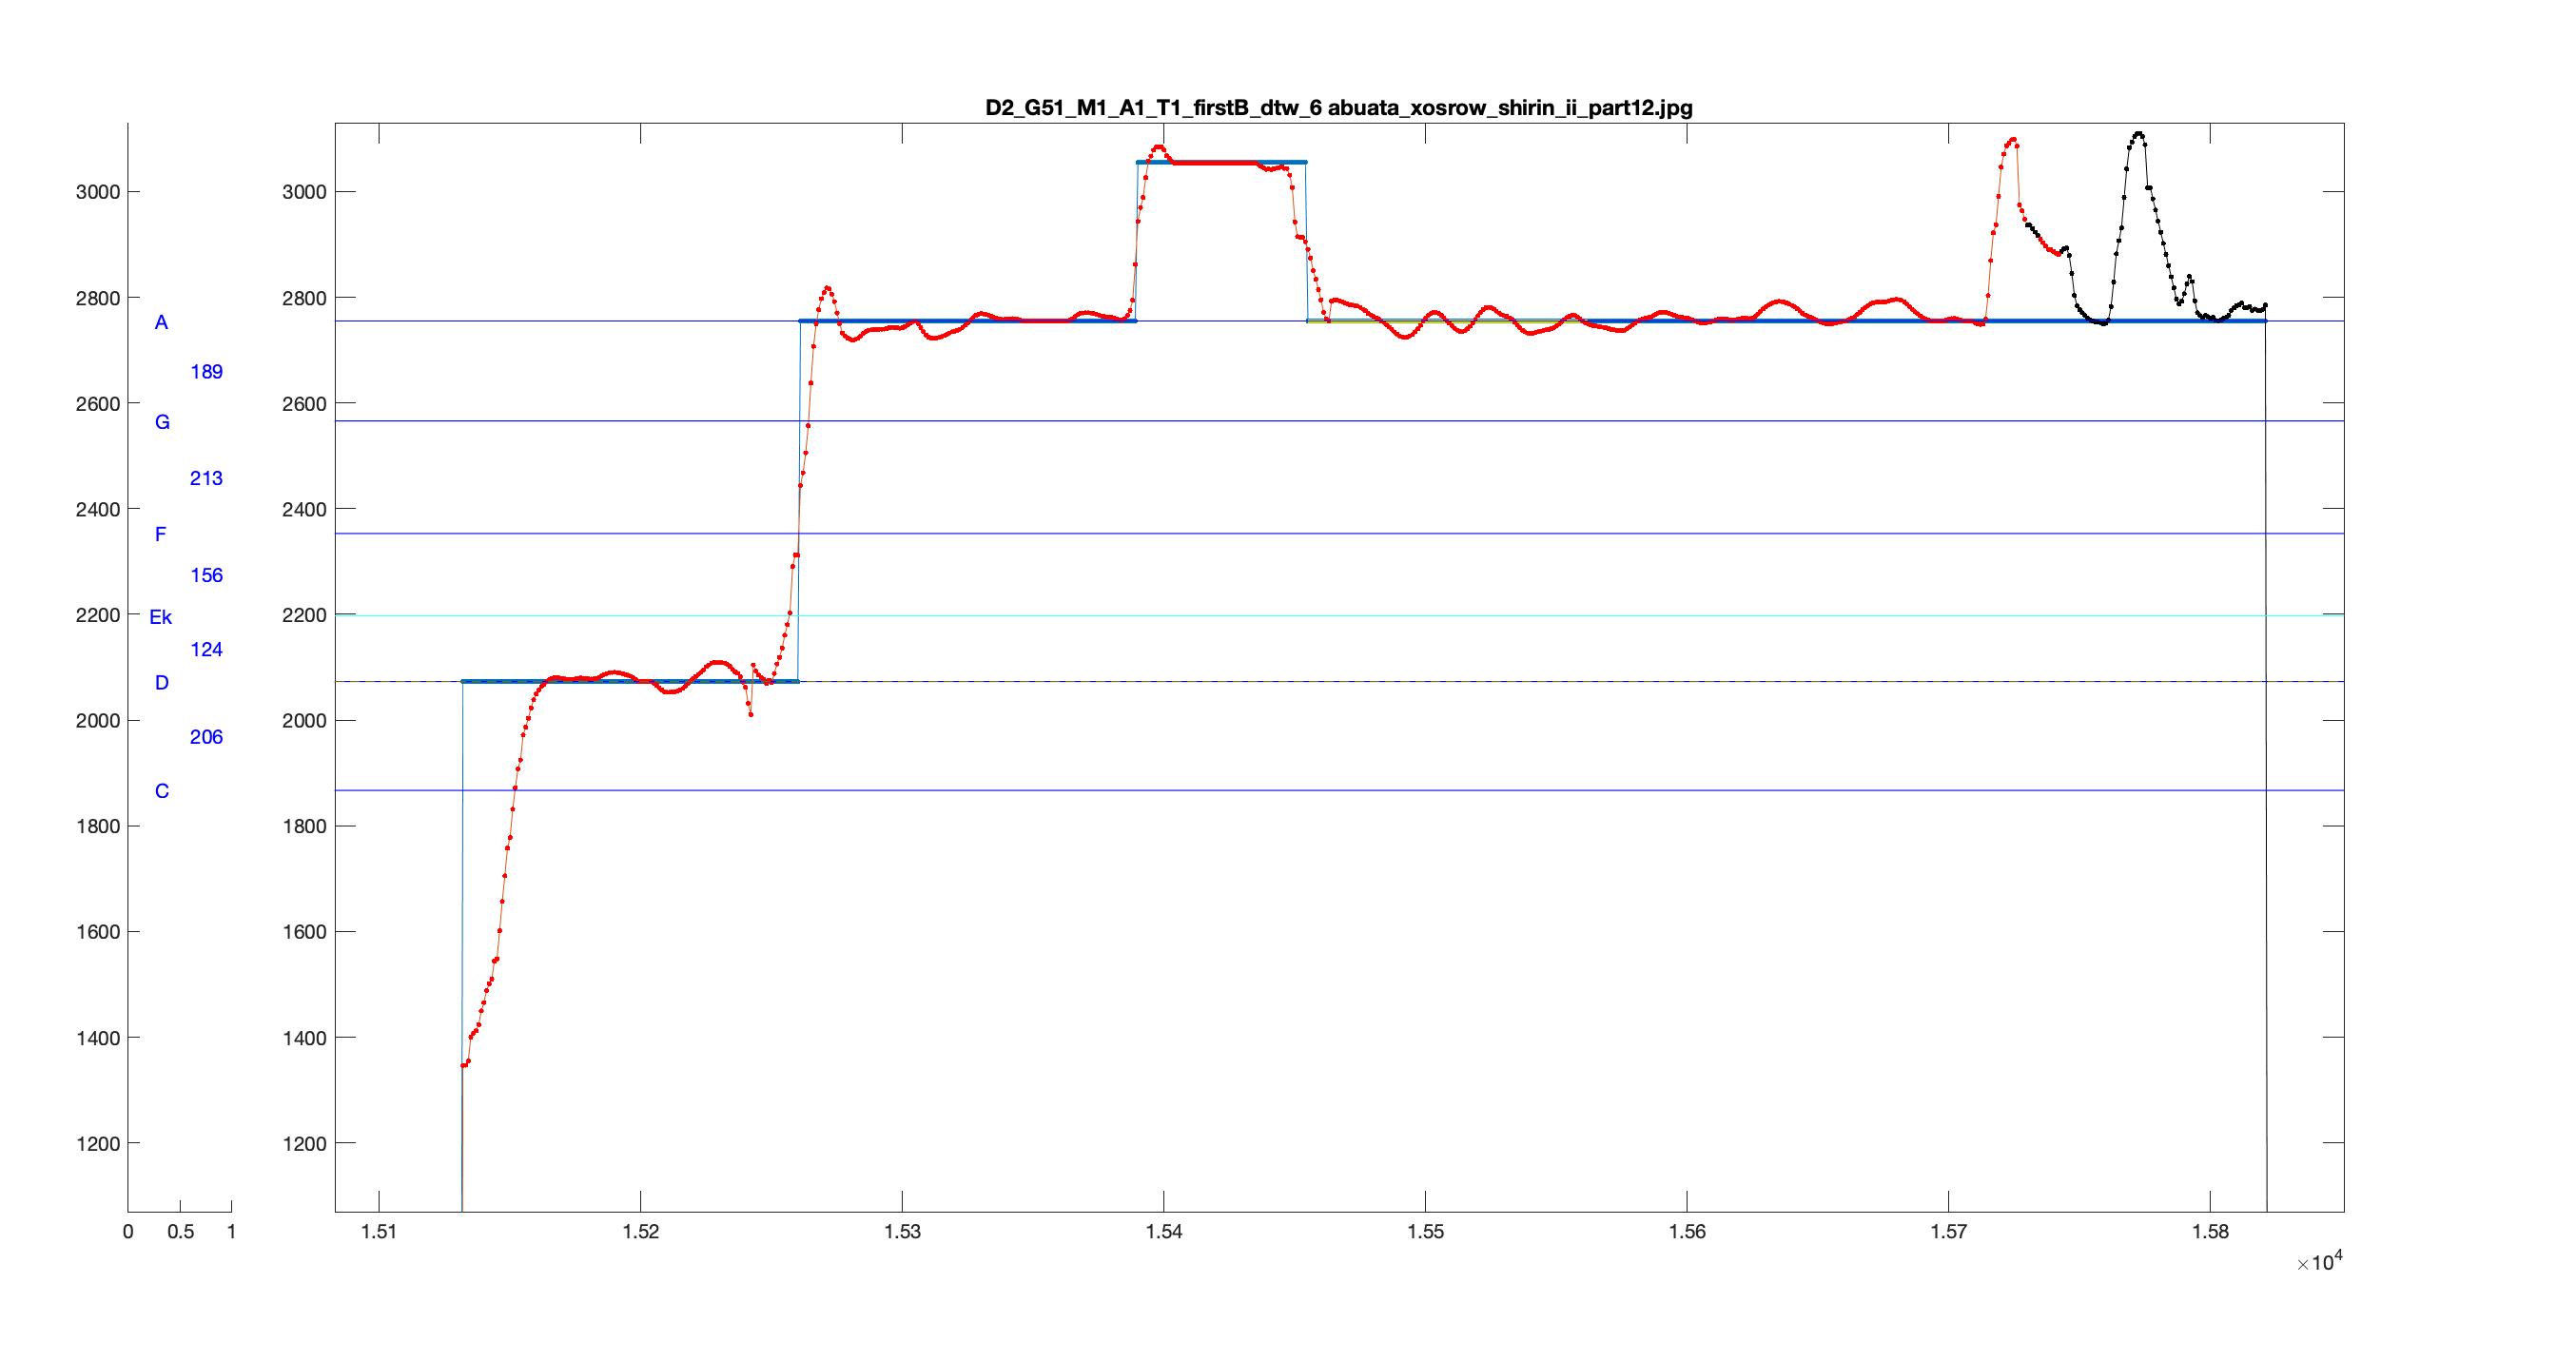 D2_G51_M1_A1_T1_firstB_dtw_6 abuata_xosrow_shirin_ii_part12.jpg
3000 3000
2800 2800
A
189
2600 2600
G
213
2400 2400
F
156
2200 Ek 2200
124
D
2000 2000
206
C
1800 1800
1600 1600
1400 1400
1200 1200
0 0.5 1 1.51 1.52 1.53 1.54 1.55 1.56 1.57 1.58
×10^4